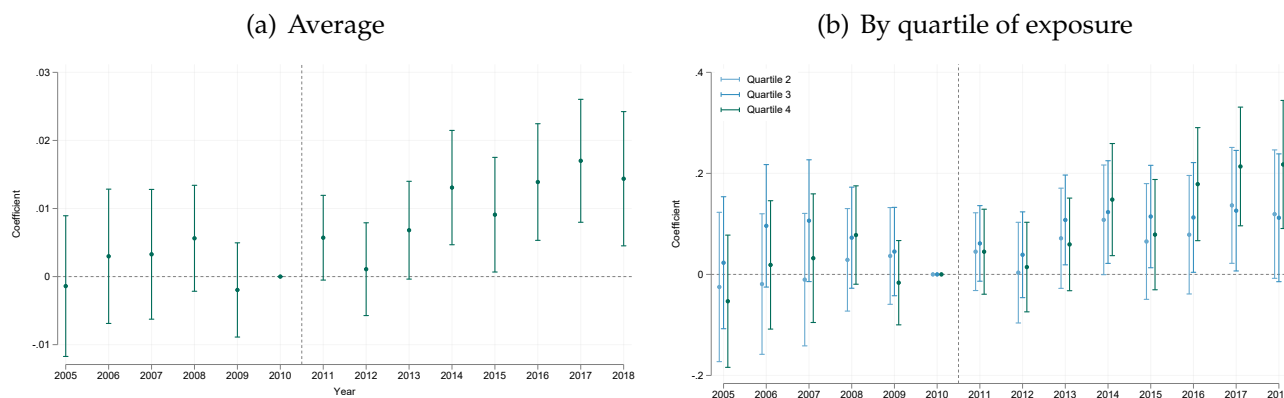 (a) Average
.03
.02
.01
0
-.01
Coefficient
2005 2006 2007 2008 2009 2010 2011 2012 2013 2014 2015 2016 2017 2018
Year
(b) By quartile of exposure
Quartile 2
Quartile 3
Quartile 4
.4
.2
0
-.2
Coefficient
2005 2006 2007 2008 2009 2010 2011 2012 2013 2014 2015 2016 2017 201